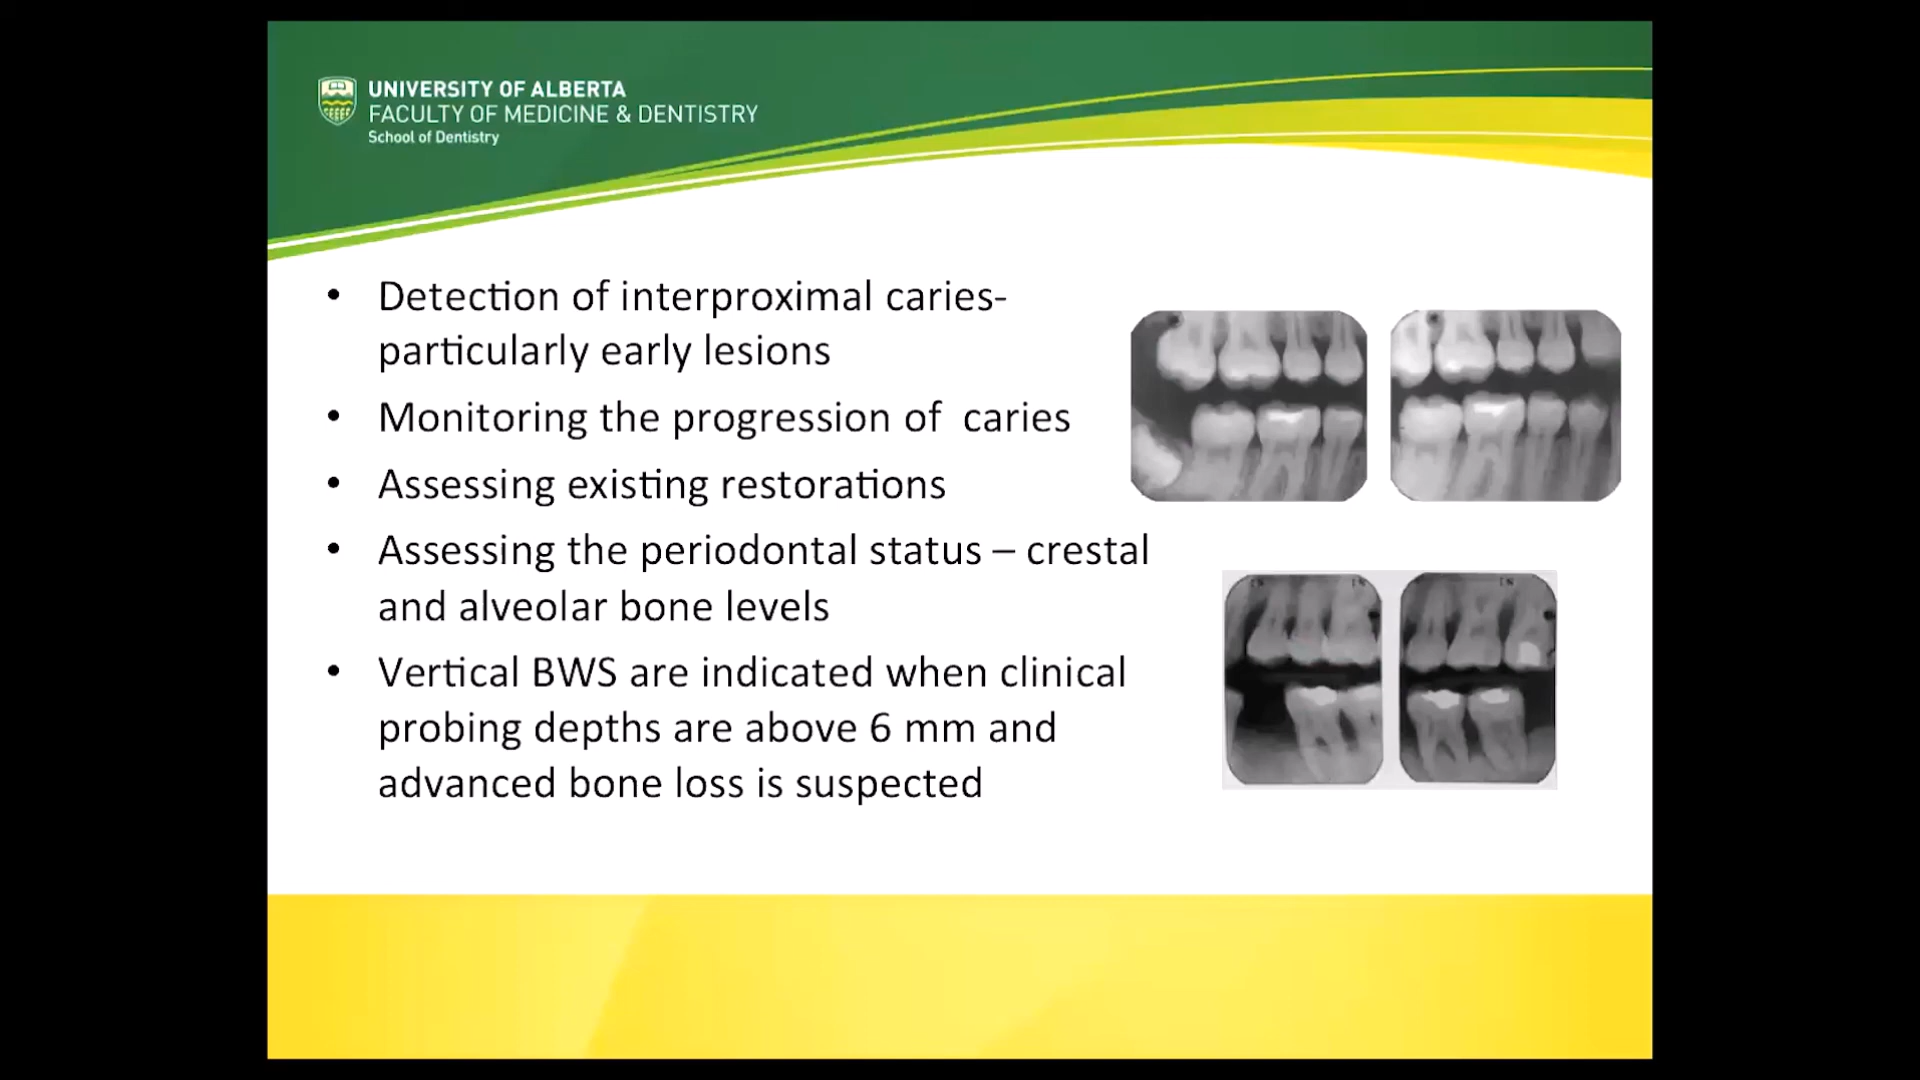 UNIVERSITY OF ALBERTA
FACULTY OF MEDICINE & DENTISTRY
School of Dentistry
• Detection of interproximal caries-
particularly early lesions
• Monitoring the progression of  caries
• Assessing existing restorations
• Assessing the periodontal status – crestal
and alveolar bone levels
• Vertical BWS are indicated when clinical
probing depths are above 6 mm and
advanced bone loss is suspected